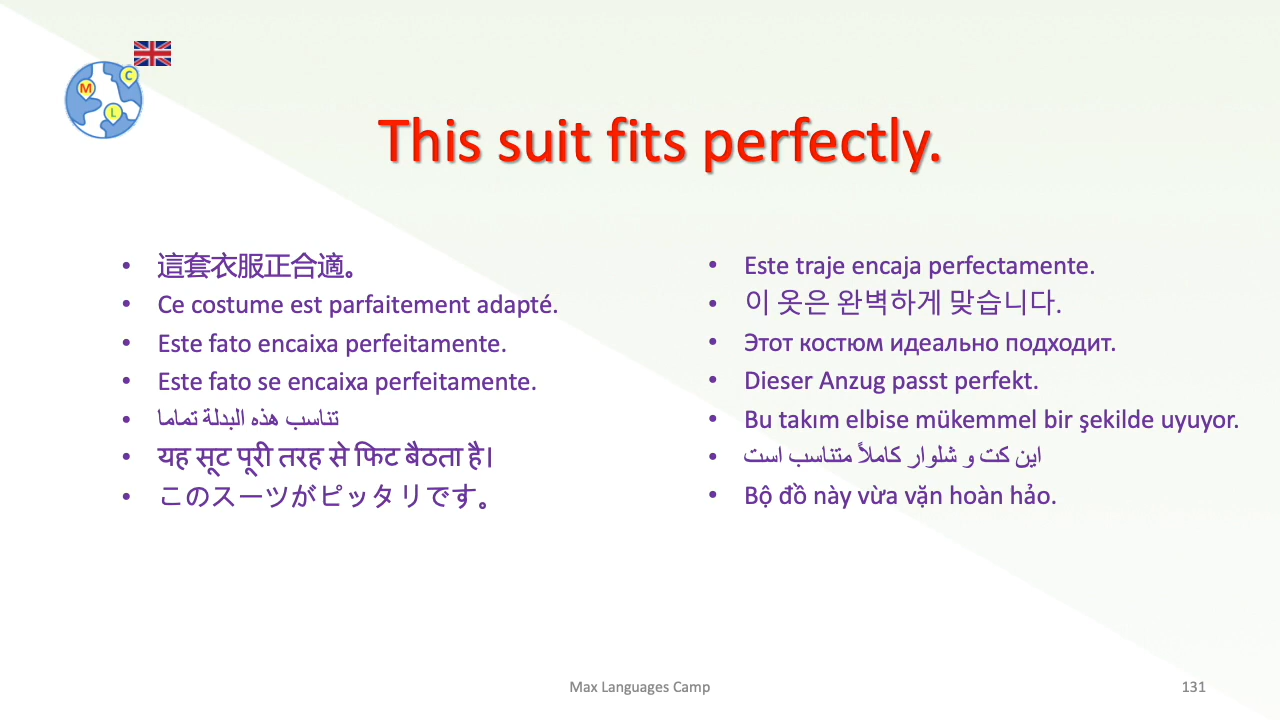 M
C
L
This suit fits perfectly.
• 這套衣服正合適。
• Ce costume est parfaitement adapté.
• Este fato encaixa perfeitamente.
• Este fato se encaixa perfeitamente.
• تناسب هذه البدلة تماما
• यह सूट पूरी तरह से फिट बैठता है।
• このスーツがピッタリです。
• Este traje encaja perfectamente.
• 이 옷은 완벽하게 맞습니다.
• Этот костюм идеально подходит.
• Dieser Anzug passt perfekt.
• Bu takım elbise mükemmel bir şekilde uyuyor.
• این کت و شلوار کاملاً متناسب است
• Bộ đồ này vừa vặn hoàn hảo.
Max Languages Camp
131